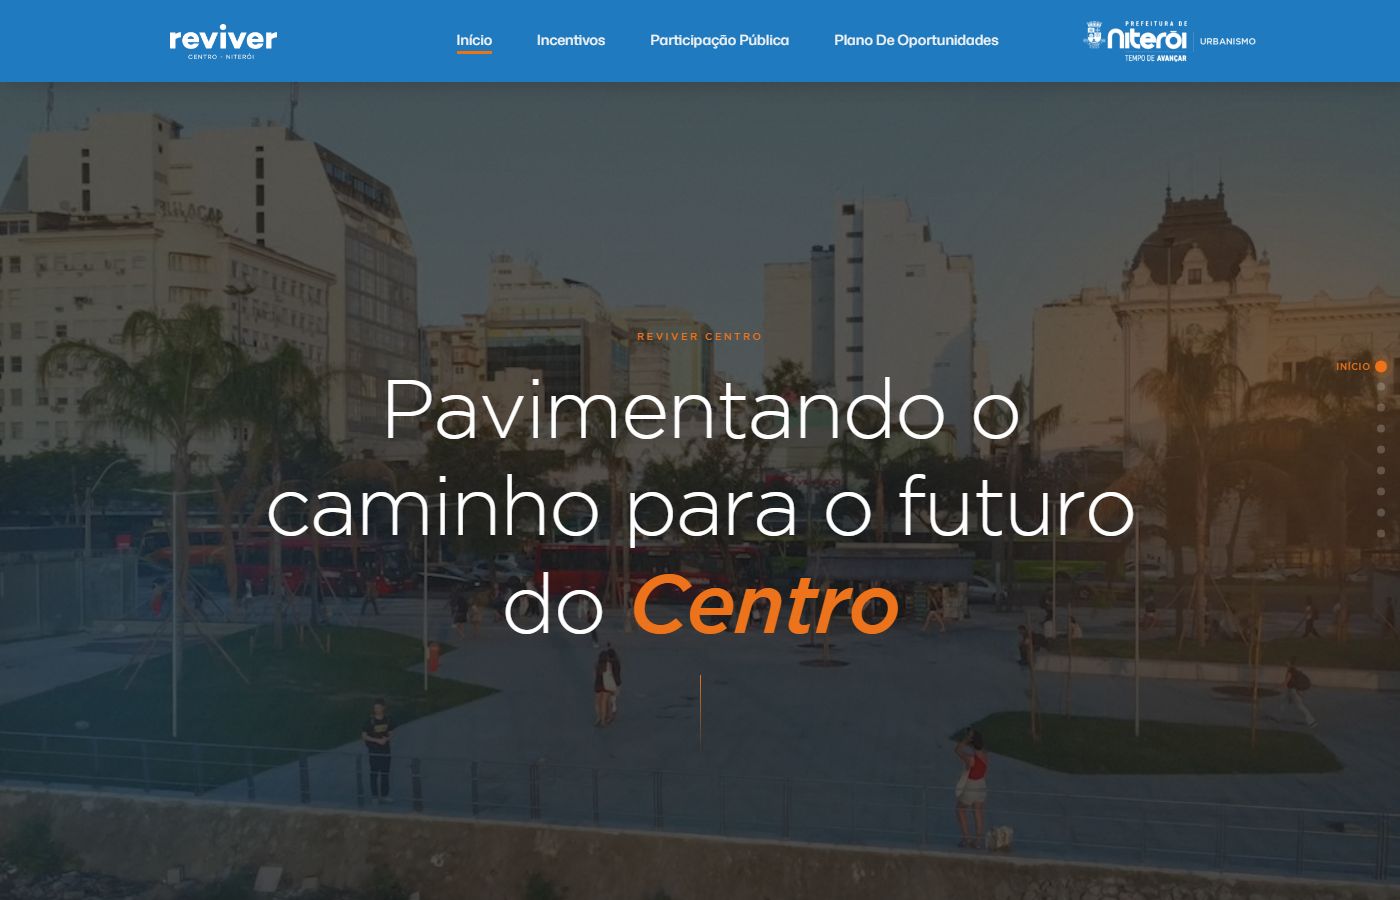 reviver
CENTRO - NITERÓI
Início
Incentivos
Participação Pública
Plano De Oportunidades
PREFEITURA DE
Niterói
TEMPO DE AVANÇAR
URBANISMO
REVIVER CENTRO
INÍCIO
Pavimentando o
caminho para o futuro
do Centro